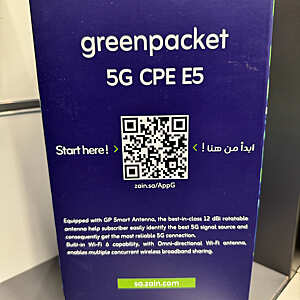 greenpacket
5G CPE E5
Start here! > < ابدأ من هنا!
zain.sa/AppG
Equipped with GP Smart Antenna, the best-in-class 12 dBi rotatable
antenna help subscriber easily identify the best 5G signal source and
consequently get the most reliable 5G connection.
Built-in Wi-Fi 6 capability, with Omni-directional Wi-Fi antenna,
enables multiple concurrent wireless broadband sharing.
sa.zain.com